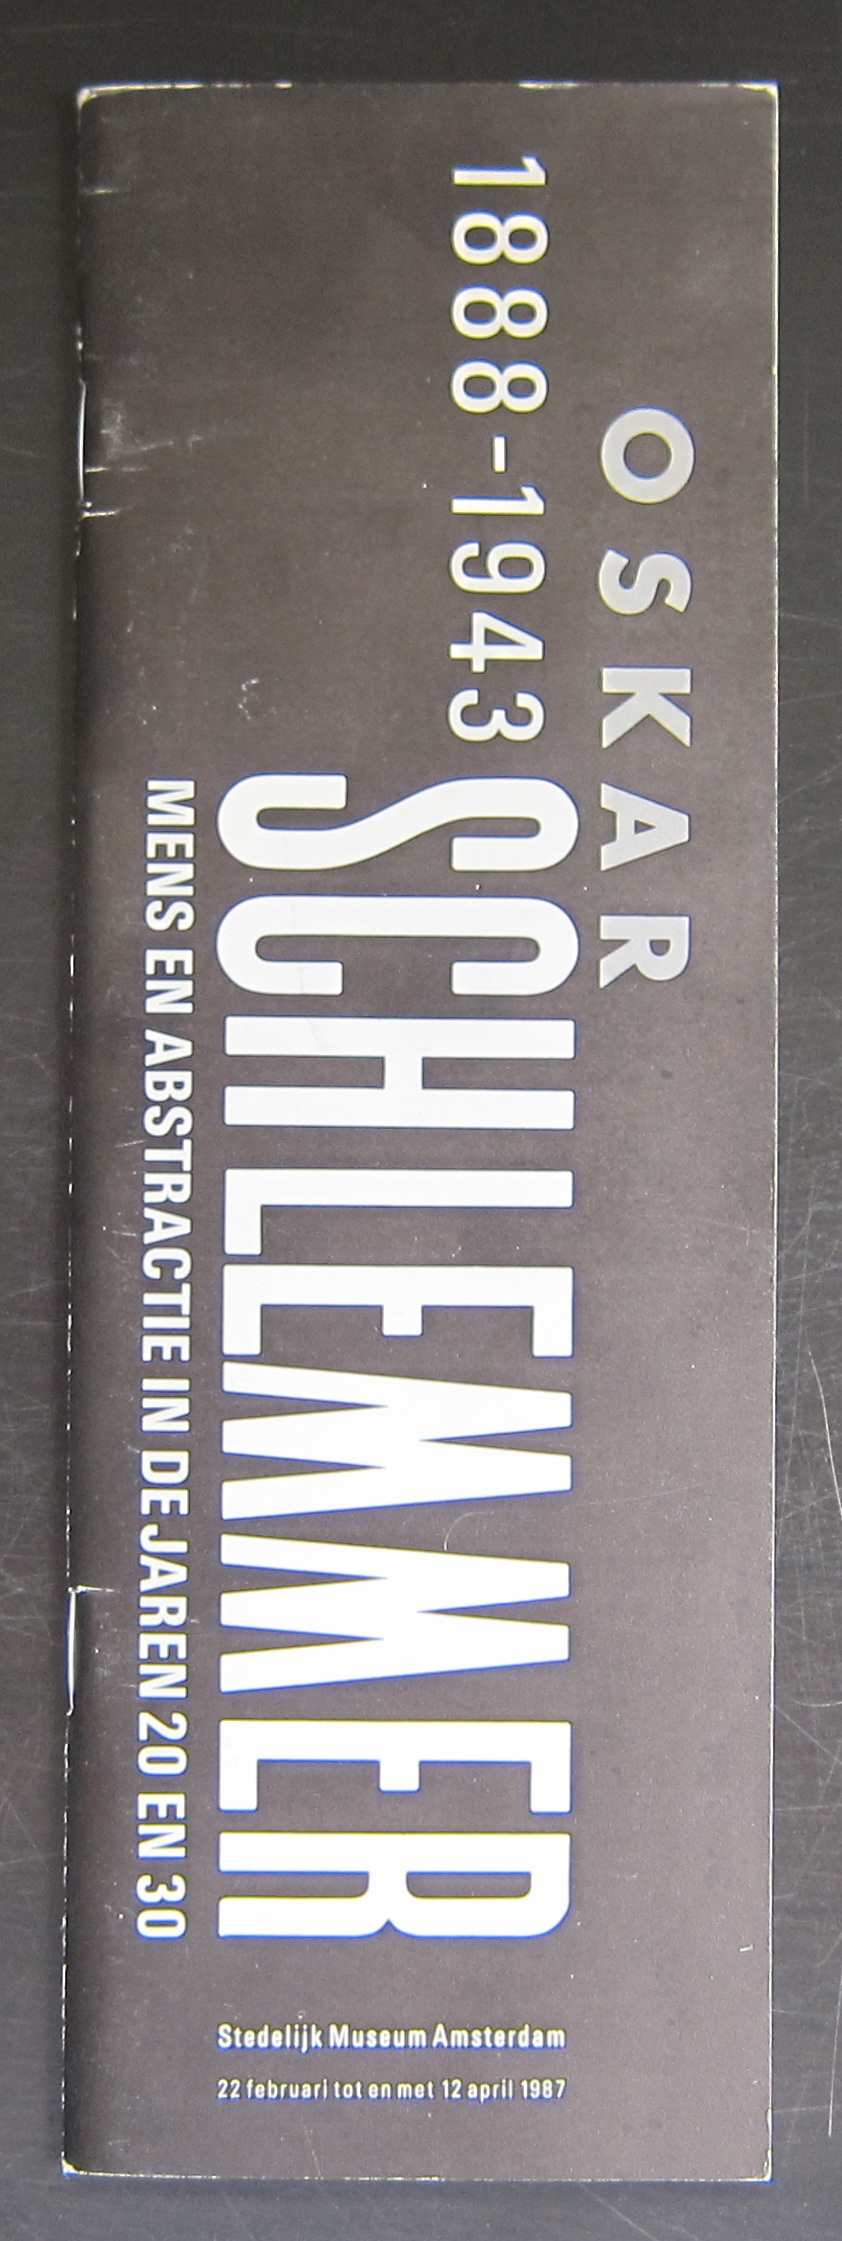 OSKAR
1888-1943
SCHLEMMER
MENS EN ABSTRACTIE IN DE JAREN 20 EN 30
Stedelijk Museum Amsterdam
22 februari tot en met 12 april 1987